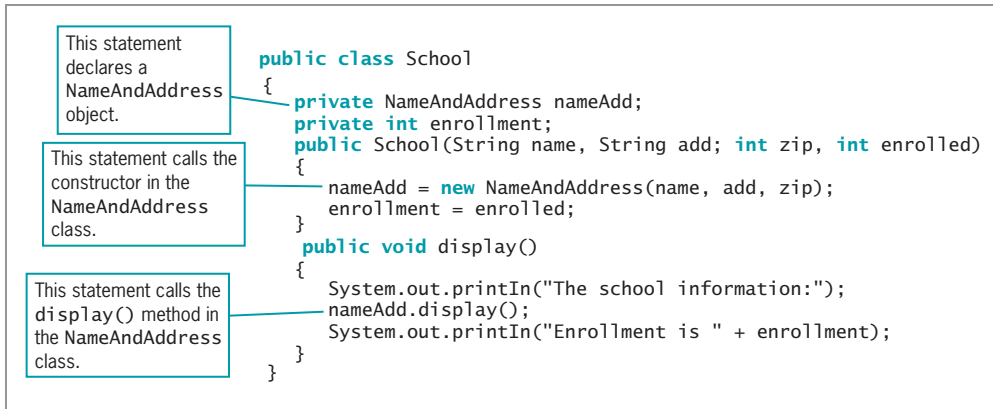 This statement
declares a
NameAndAddress
object.
public class School
{
private NameAndAddress nameAdd;
private int enrollment;
public School(String name, String add; int zip, int enrolled)
{
This statement calls the
constructor in the
NameAndAddress
class.
nameAdd = new NameAndAddress(name, add, zip);
enrollment = enrolled;
}
public void display()
{
System.out.printIn("The school information:");
This statement calls the
display() method in
the NameAndAddress
class.
nameAdd.display();
System.out.printIn("Enrollment is " + enrollment);
}
}